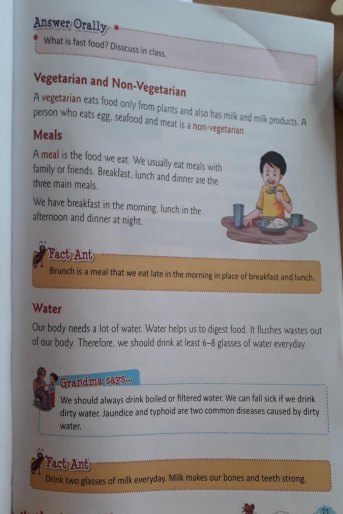 Answer Orally
What is fast food? Disscuss in class.
Vegetarian and Non-Vegetarian
A vegetarian eats food only from plants and also has milk and milk products. A
person who eats egg, seafood and meat is a non-vegetarian.
Meals
A meal is the food we eat. We usually eat meals with
family or friends. Breakfast, lunch and dinner are the
three main meals.
We have breakfast in the morning, lunch in the
afternoon and dinner at night.
Fact Ant
Brunch is a meal that we eat late in the morning in place of breakfast and lunch.
Water
Our body needs a lot of water. Water helps us to digest food. It flushes wastes out
of our body. Therefore, we should drink at least 6–8 glasses of water everyday.
Grandma says...
We should always drink boiled or filtered water. We can fall sick if we drink
dirty water. Jaundice and typhoid are two common diseases caused by dirty
water.
Fact Ant
Drink two glasses of milk everyday. Milk makes our bones and teeth strong.
21